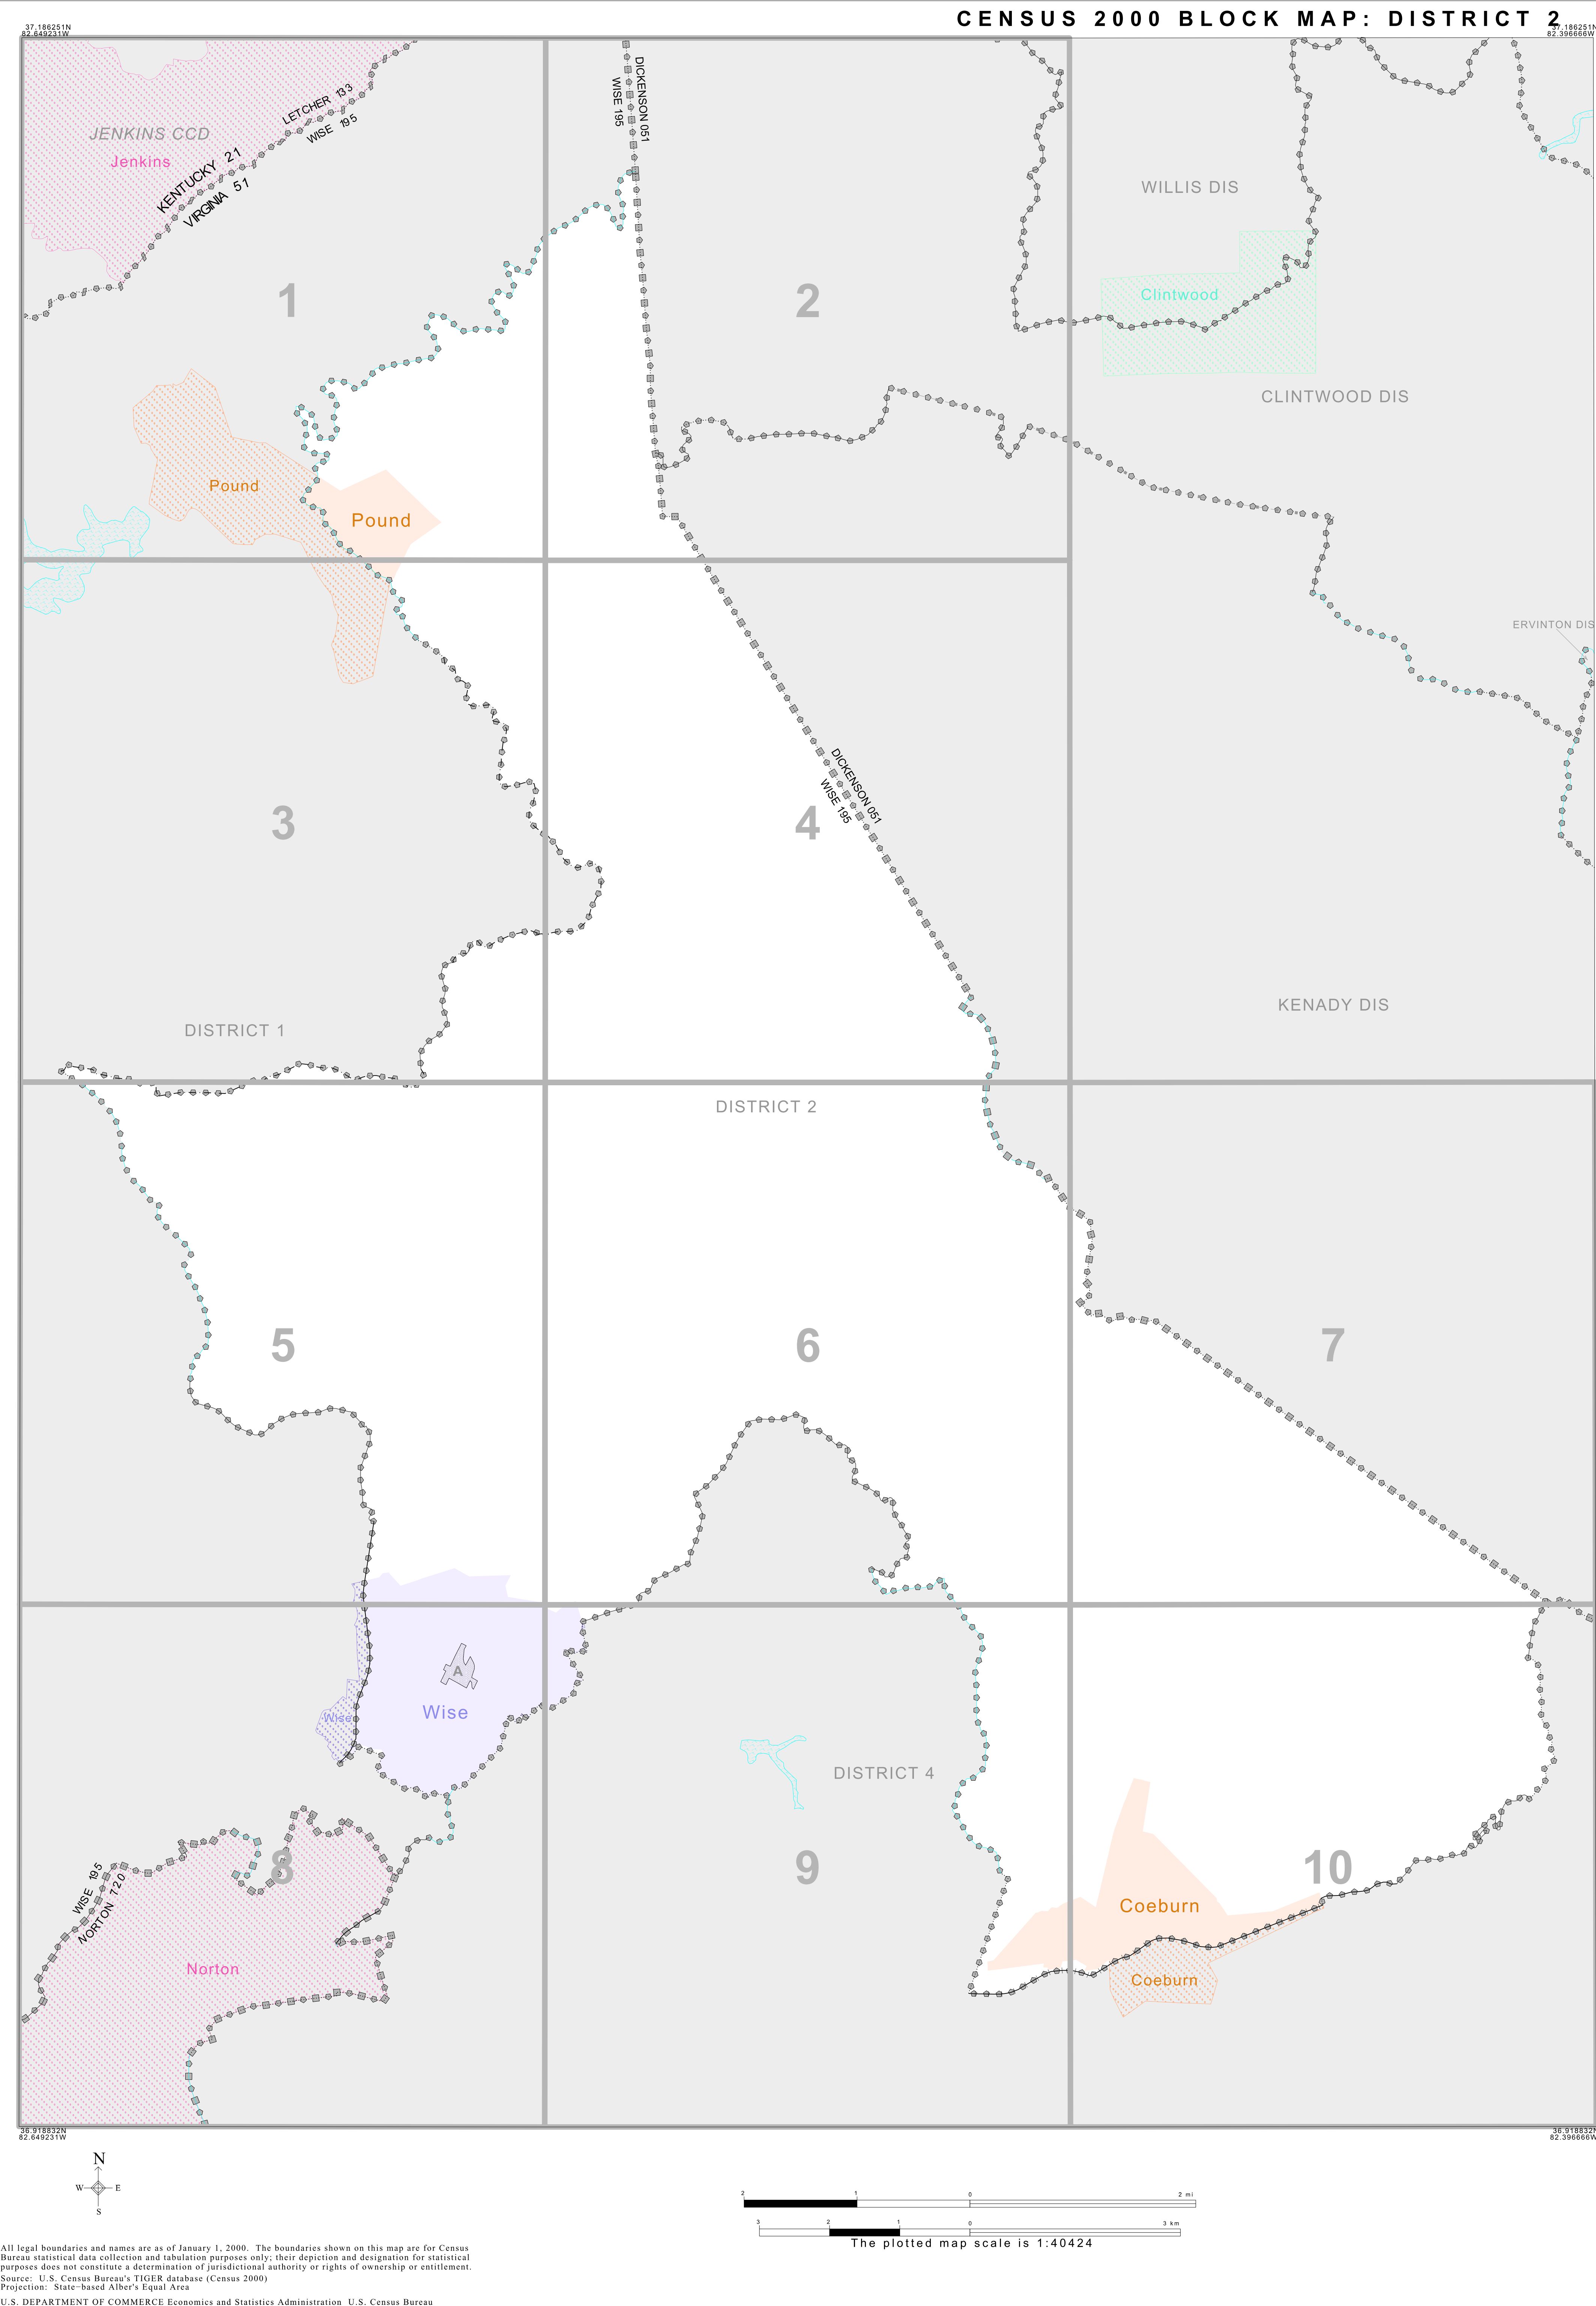 CENSUS 2000 BLOCK MAP: DISTRICT 2
37.186251N
82.649231W
37.186251N
82.396666W
LETCHER 133
WISE 195
DICKENSON 051
WISE 195
JENKINS CCD
Jenkins
KENTUCKY 21
VIRGINIA 51
WILLIS DIS
1
2
Clintwood
CLINTWOOD DIS
Pound
Pound
ERVINTON DIS
DICKENSON 051
WISE 195
3
4
KENADY DIS
DISTRICT 1
DISTRICT 2
5
6
7
A
Wise
Wise
DISTRICT 4
8
9
10
WISE 195
NORTON 720
Coeburn
Norton
Coeburn
36.918832N
82.649231W
36.918832N
82.396666W
N
W
E
S
2
1
0
2 mi
3
2
1
0
3 km
The plotted map scale is 1:40424
All legal boundaries and names are as of January 1, 2000. The boundaries shown on this map are for Census
Bureau statistical data collection and tabulation purposes only; their depiction and designation for statistical
purposes does not constitute a determination of jurisdictional authority or rights of ownership or entitlement.
Source: U.S. Census Bureau's TIGER database (Census 2000)
Projection: State-based Alber's Equal Area
U.S. DEPARTMENT OF COMMERCE Economics and Statistics Administration U.S. Census Bureau